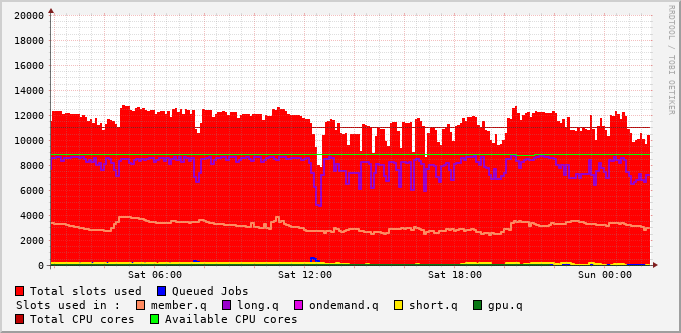 20000
18000
16000
14000
12000
10000
8000
6000
4000
2000
0
Sat 06:00 Sat 12:00 Sat 18:00 Sun 00:00
RRDTOOL / TOBI OETIKER
Total slots used Queued Jobs
Slots used in : member.q long.q ondemand.q short.q gpu.q
Total CPU cores Available CPU cores